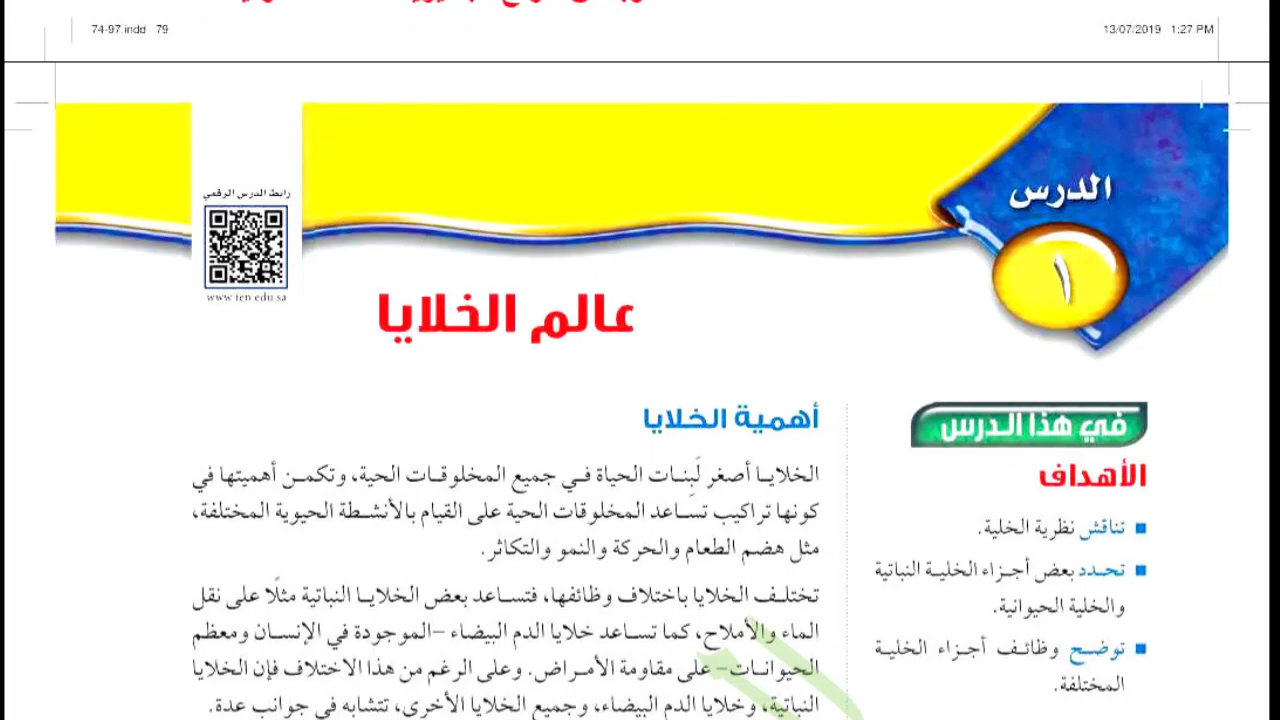 74-97.indd 79
13/07/2019 1:27 PM
الدرس
١
رابط الدرس الرقمي
www.ien.edu.sa
عالم الخلايا
في هذا الدرس
الأهداف
تناقش نظرية الخلية.
تحدد بعض أجزاء الخلية النباتية
والخلية الحيوانية.
توضح وظائف أجزاء الخلية
المختلفة.
أهمية الخلايا
الخلايا أصغر لَبِنات الحياة في جميع المخلوقات الحية، وتكمن أهميتها في
كونها تراكيب تساعد المخلوقات الحية على القيام بالأنشطة الحيوية المختلفة،
مثل هضم الطعام والحركة والنمو والتكاثر.
تختلف الخلايا باختلاف وظائفها، فتساعد بعض الخلايا النباتية مثلًا على نقل
الماء والأملاح، كما تساعد خلايا الدم البيضاء –الموجودة في الإنسان ومعظم
الحيوانات– على مقاومة الأمراض. وعلى الرغم من هذا الاختلاف فإن الخلايا
النباتية، وخلايا الدم البيضاء، وجميع الخلايا الأخرى، تتشابه في جوانب عدة.